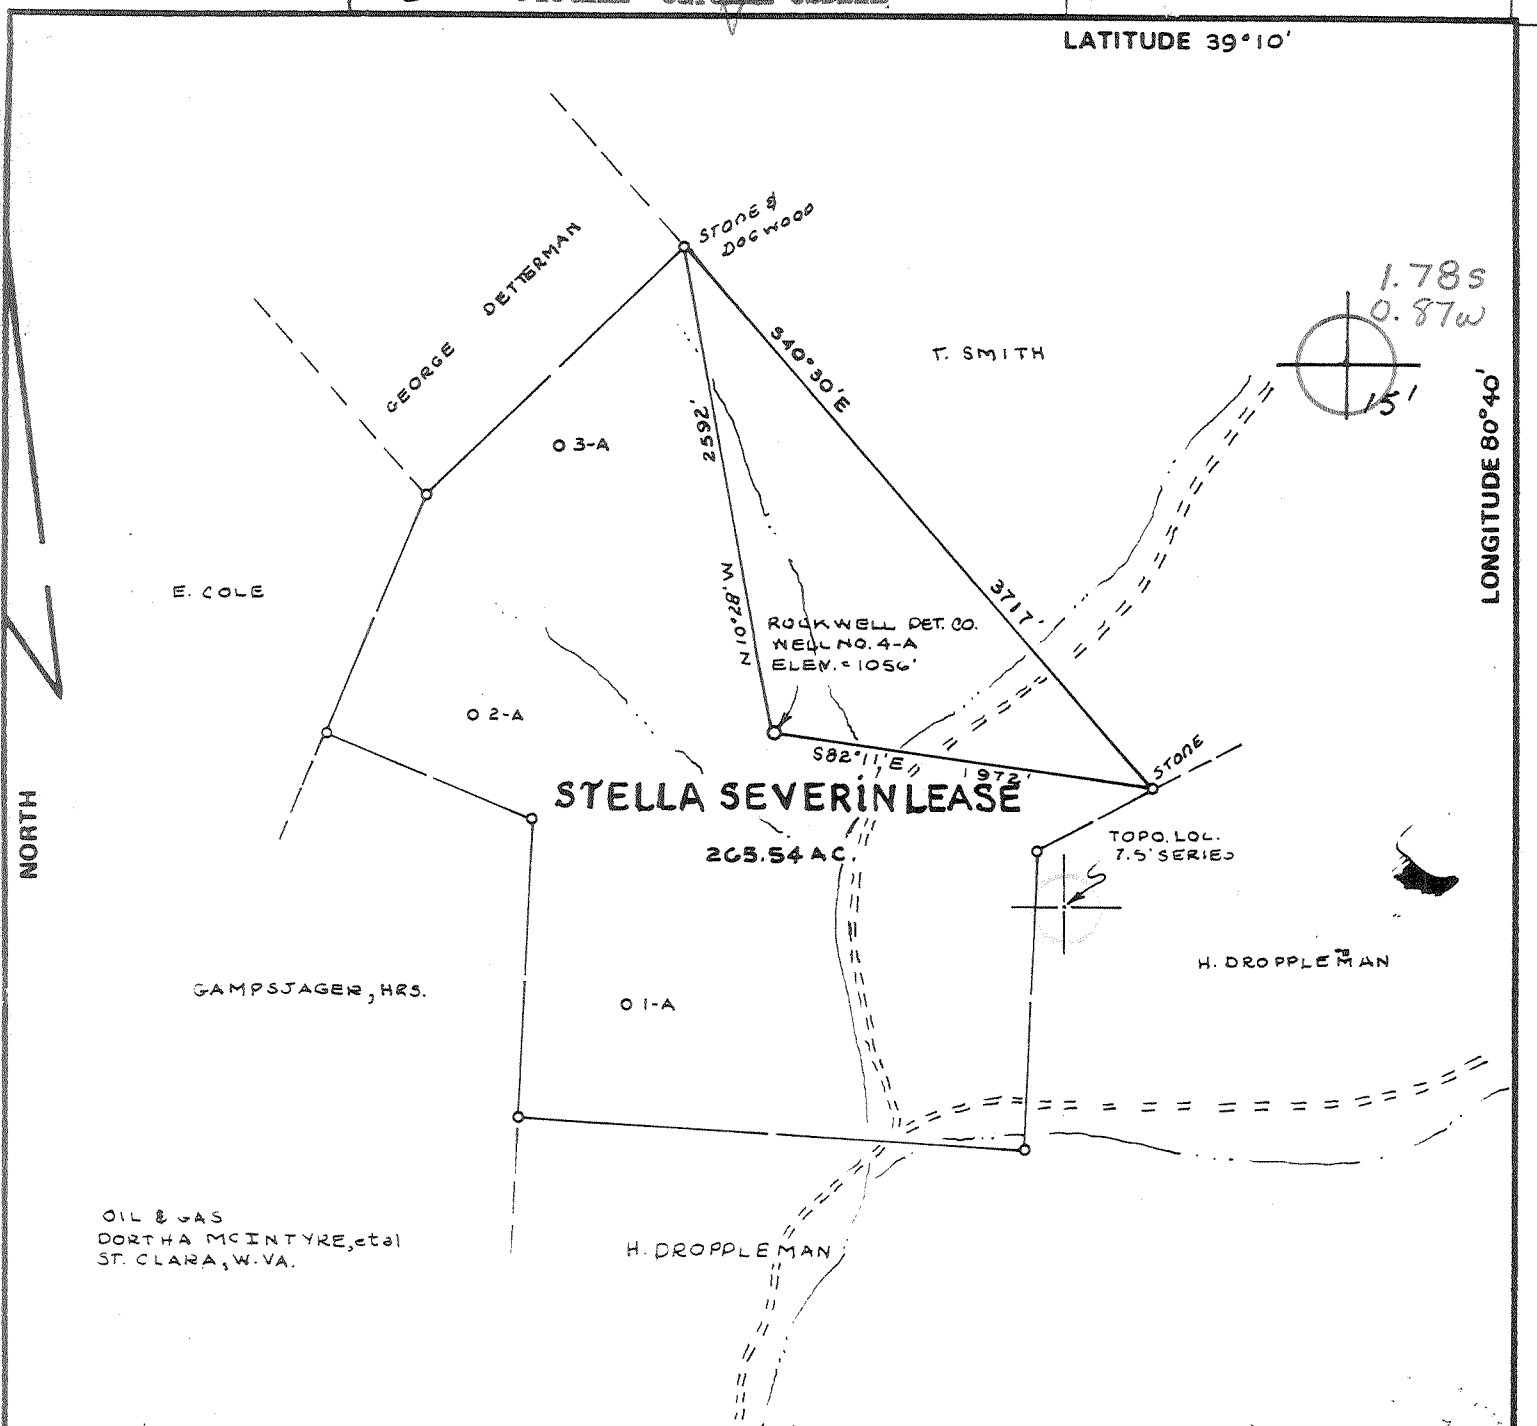 LATITUDE 39°10'
STONE &
DOGWOOD
GEORGE DETTERMAN
1.78s
0.87w
15'
S40°30'E
T. SMITH
LONGITUDE 80°40'
2592'
O 3-A
3717'
E. COLE
N10°28'W.
ROCKWELL PET. CO.
WELL NO. 4-A
ELEV. = 1056'
O 2-A
S82°11'E
1972'
STONE
STELLA SEVERIN LEASE
265.54 AC.
NORTH
TOPO. LOC.
7.5' SERIES
H. DROPPLEMAN
GAMPSJAGER, HRS.
O 1-A
OIL & GAS
DORTHA MCINTYRE, etal
ST. CLARA, W. VA.
H. DROPPLEMAN